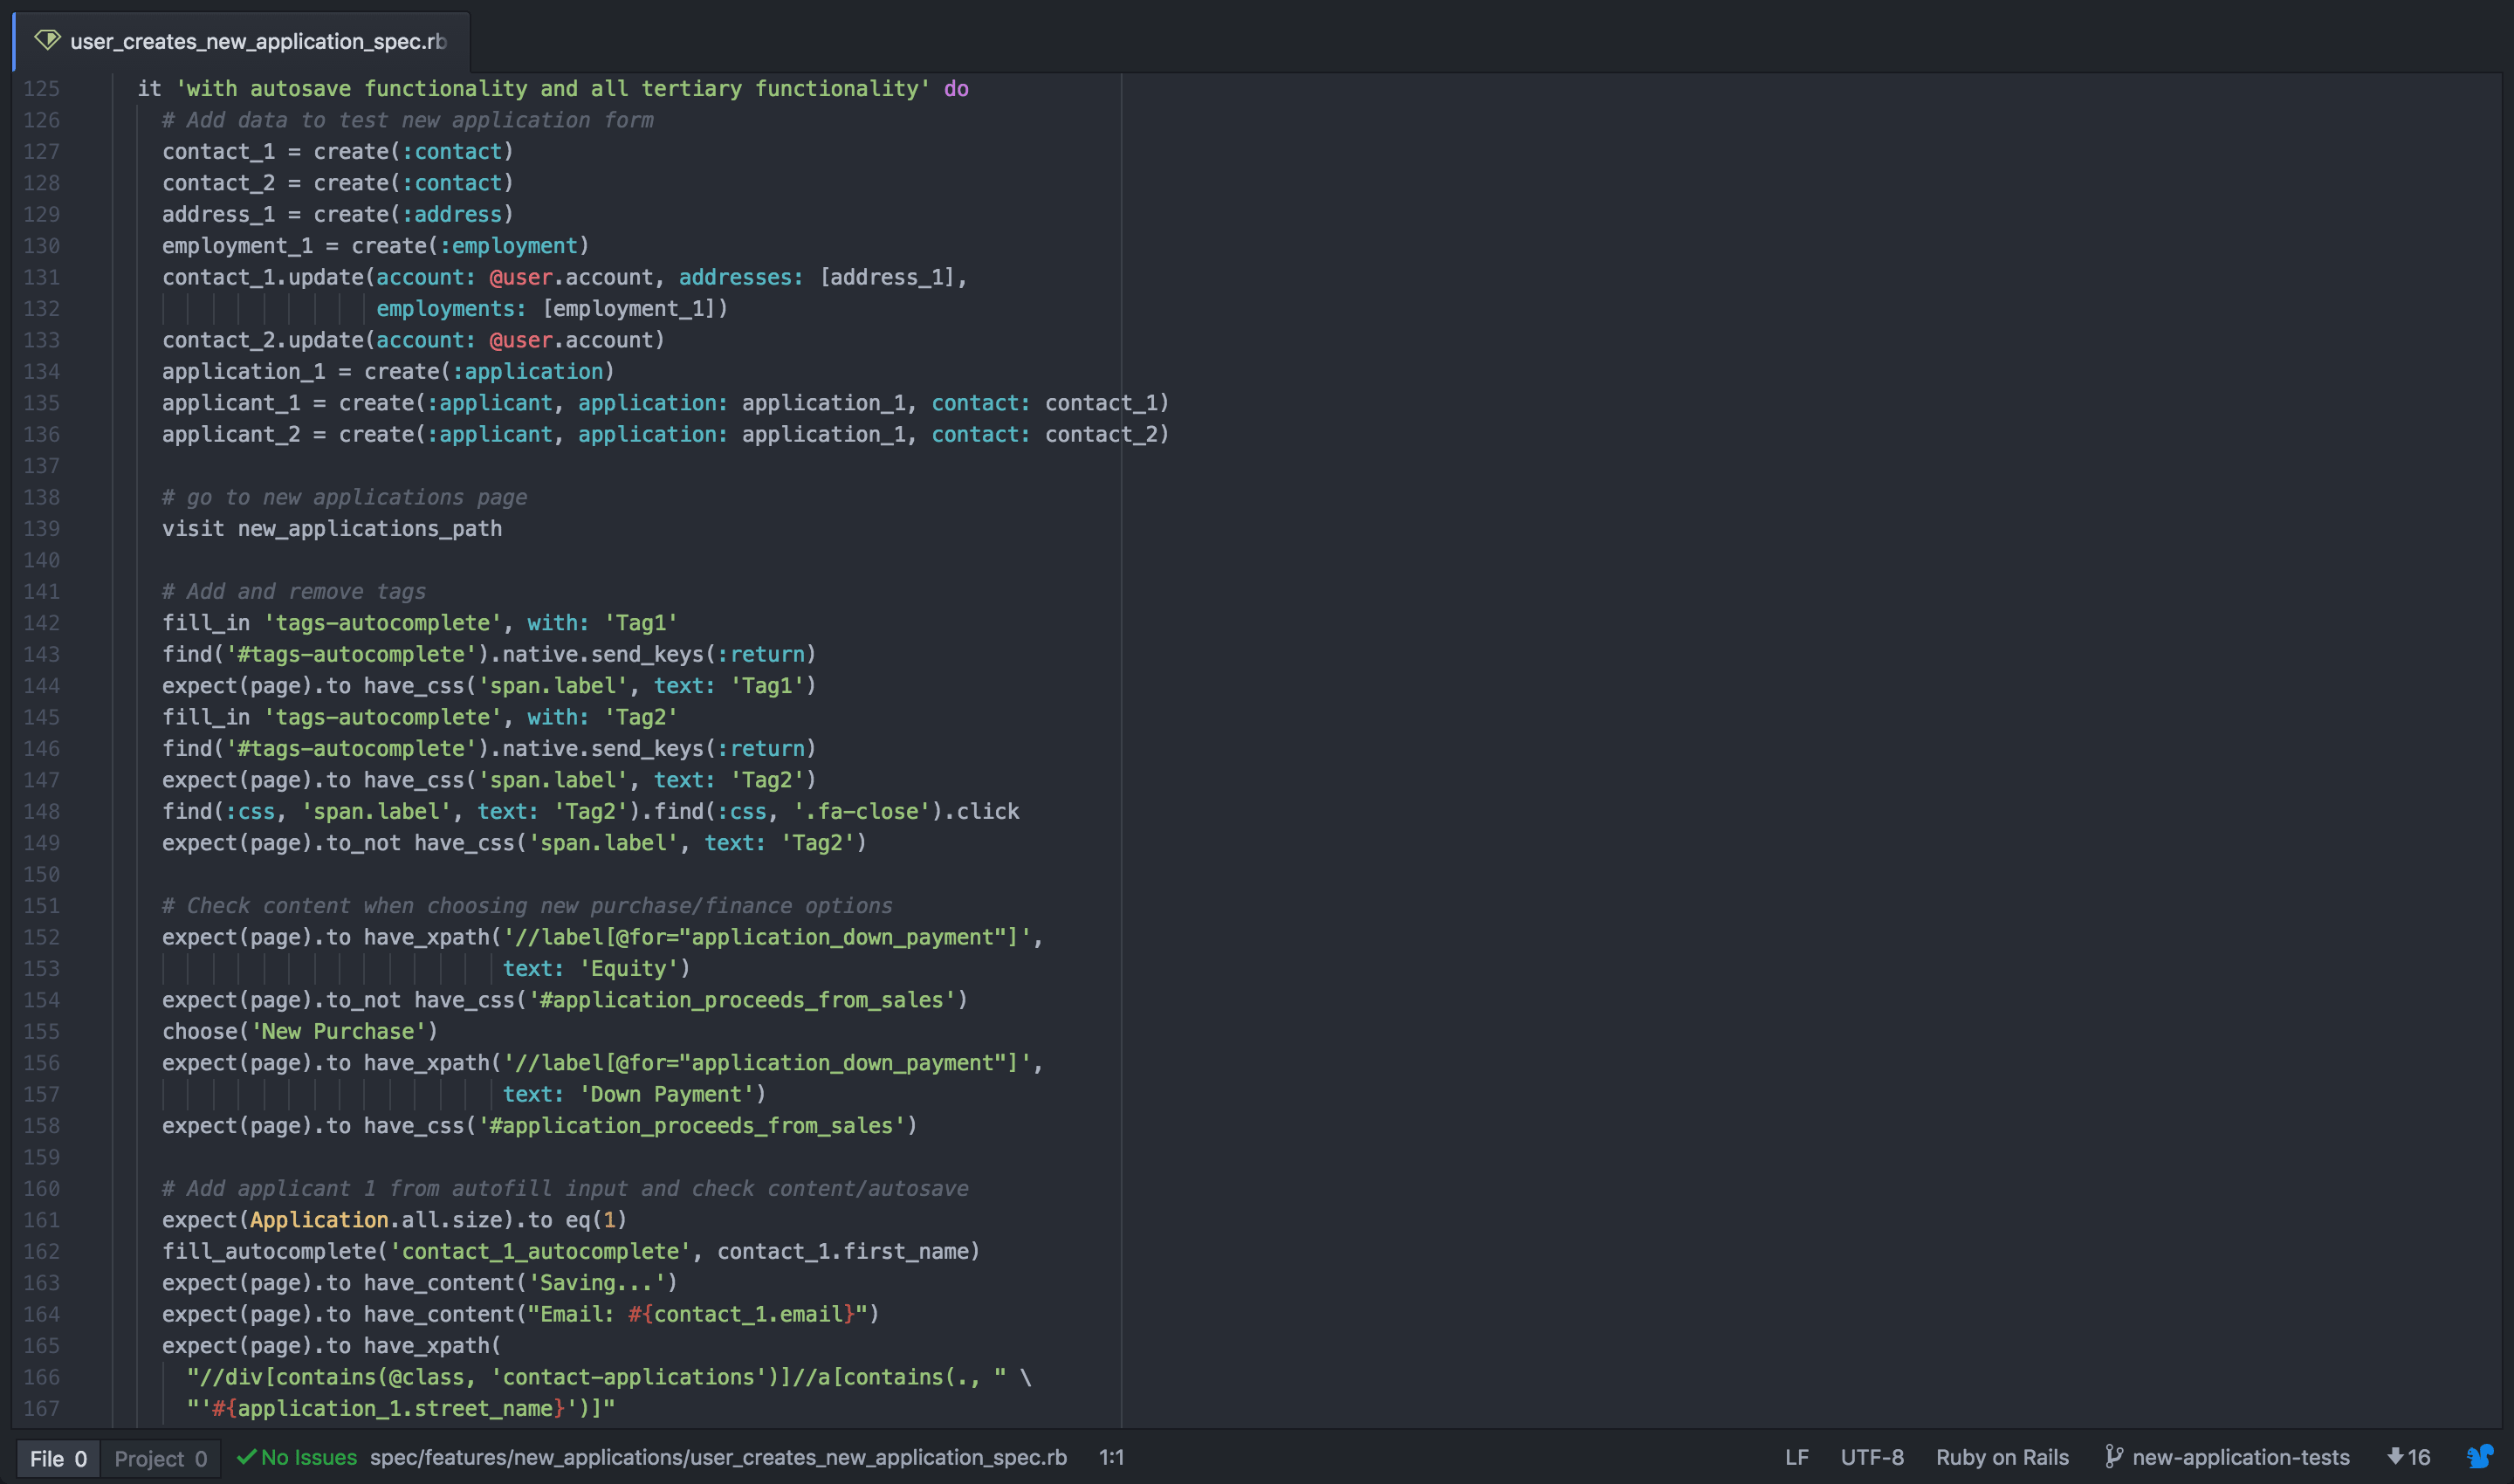 user_creates_new_application_spec.rb
125 it 'with autosave functionality and all tertiary functionality' do
126 # Add data to test new application form
127 contact_1 = create(:contact)
128 contact_2 = create(:contact)
129 address_1 = create(:address)
130 employment_1 = create(:employment)
131 contact_1.update(account: @user.account, addresses: [address_1],
132 employments: [employment_1])
133 contact_2.update(account: @user.account)
134 application_1 = create(:application)
135 applicant_1 = create(:applicant, application: application_1, contact: contact_1)
136 applicant_2 = create(:applicant, application: application_1, contact: contact_2)
137
138 # go to new applications page
139 visit new_applications_path
140
141 # Add and remove tags
142 fill_in 'tags-autocomplete', with: 'Tag1'
143 find('#tags-autocomplete').native.send_keys(:return)
144 expect(page).to have_css('span.label', text: 'Tag1')
145 fill_in 'tags-autocomplete', with: 'Tag2'
146 find('#tags-autocomplete').native.send_keys(:return)
147 expect(page).to have_css('span.label', text: 'Tag2')
148 find(:css, 'span.label', text: 'Tag2').find(:css, '.fa-close').click
149 expect(page).to_not have_css('span.label', text: 'Tag2')
150
151 # Check content when choosing new purchase/finance options
152 expect(page).to have_xpath('//label[@for="application_down_payment"]',
153 text: 'Equity')
154 expect(page).to_not have_css('#application_proceeds_from_sales')
155 choose('New Purchase')
156 expect(page).to have_xpath('//label[@for="application_down_payment"]',
157 text: 'Down Payment')
158 expect(page).to have_css('#application_proceeds_from_sales')
159
160 # Add applicant 1 from autofill input and check content/autosave
161 expect(Application.all.size).to eq(1)
162 fill_autocomplete('contact_1_autocomplete', contact_1.first_name)
163 expect(page).to have_content('Saving...')
164 expect(page).to have_content("Email: #{contact_1.email}")
165 expect(page).to have_xpath(
166 "//div[contains(@class, 'contact-applications')]//a[contains(., " \
167 "'#{application_1.street_name}')]"
File 0 Project 0 No Issues spec/features/new_applications/user_creates_new_application_spec.rb 1:1 LF UTF-8 Ruby on Rails new-application-tests 16